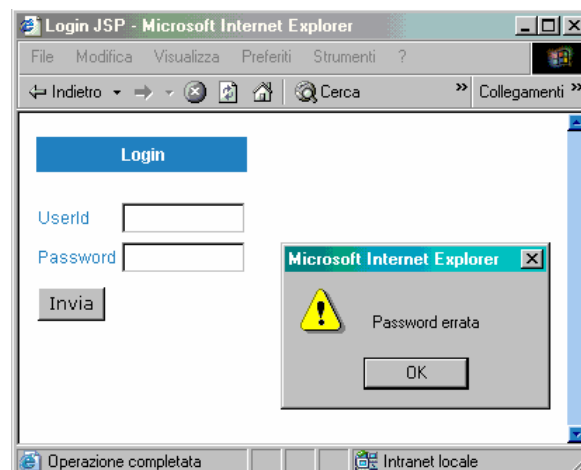 Login JSP - Microsoft Internet Explorer
File Modifica Visualizza Preferiti Strumenti ?
Indietro Cerca » Collegamenti »
Login
UserId
Password
Invia
Microsoft Internet Explorer
Password errata
OK
Operazione completata Intranet locale